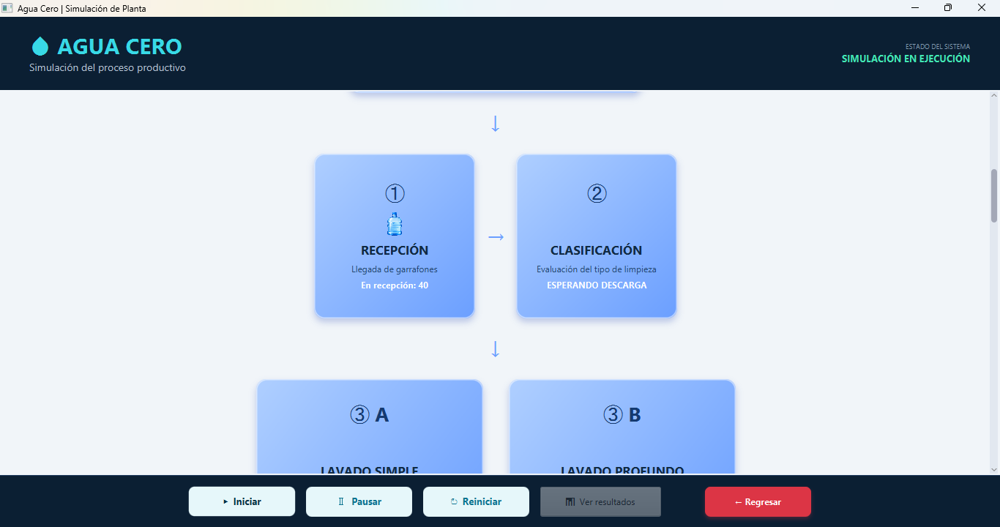 Agua Cero | Simulación de Planta
AGUA CERO
Simulación del proceso productivo
ESTADO DEL SISTEMA
SIMULACIÓN EN EJECUCIÓN
↓
①
RECEPCIÓN
Llegada de garrafones
En recepción: 40
→
②
CLASIFICACIÓN
Evaluación del tipo de limpieza
ESPERANDO DESCARGA
↓
③ A
LAVADO SIMPLE
③ B
LAVADO PROFUNDO
Iniciar
Pausar
Reiniciar
Ver resultados
← Regresar